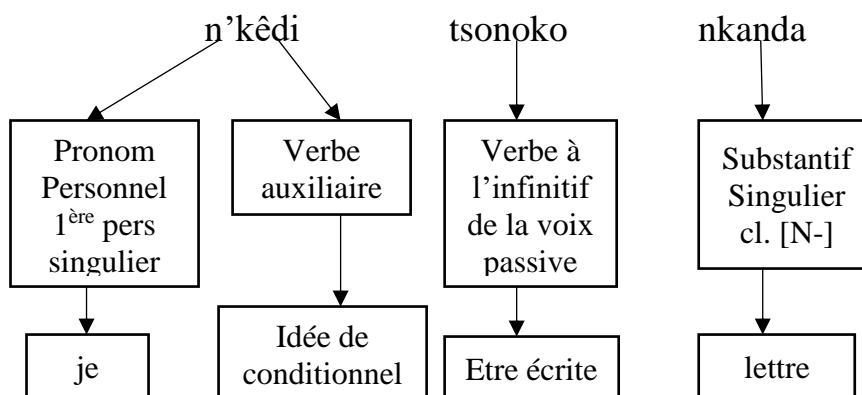 n’kêdi tsonoko nkanda
Pronom
Personnel
1ère pers
singulier
Verbe
auxiliaire
Verbe à
l’infinitif
de la voix
passive
Substantif
Singulier
cl. [N-]
je
Idée de
conditionnel
Etre écrite
lettre